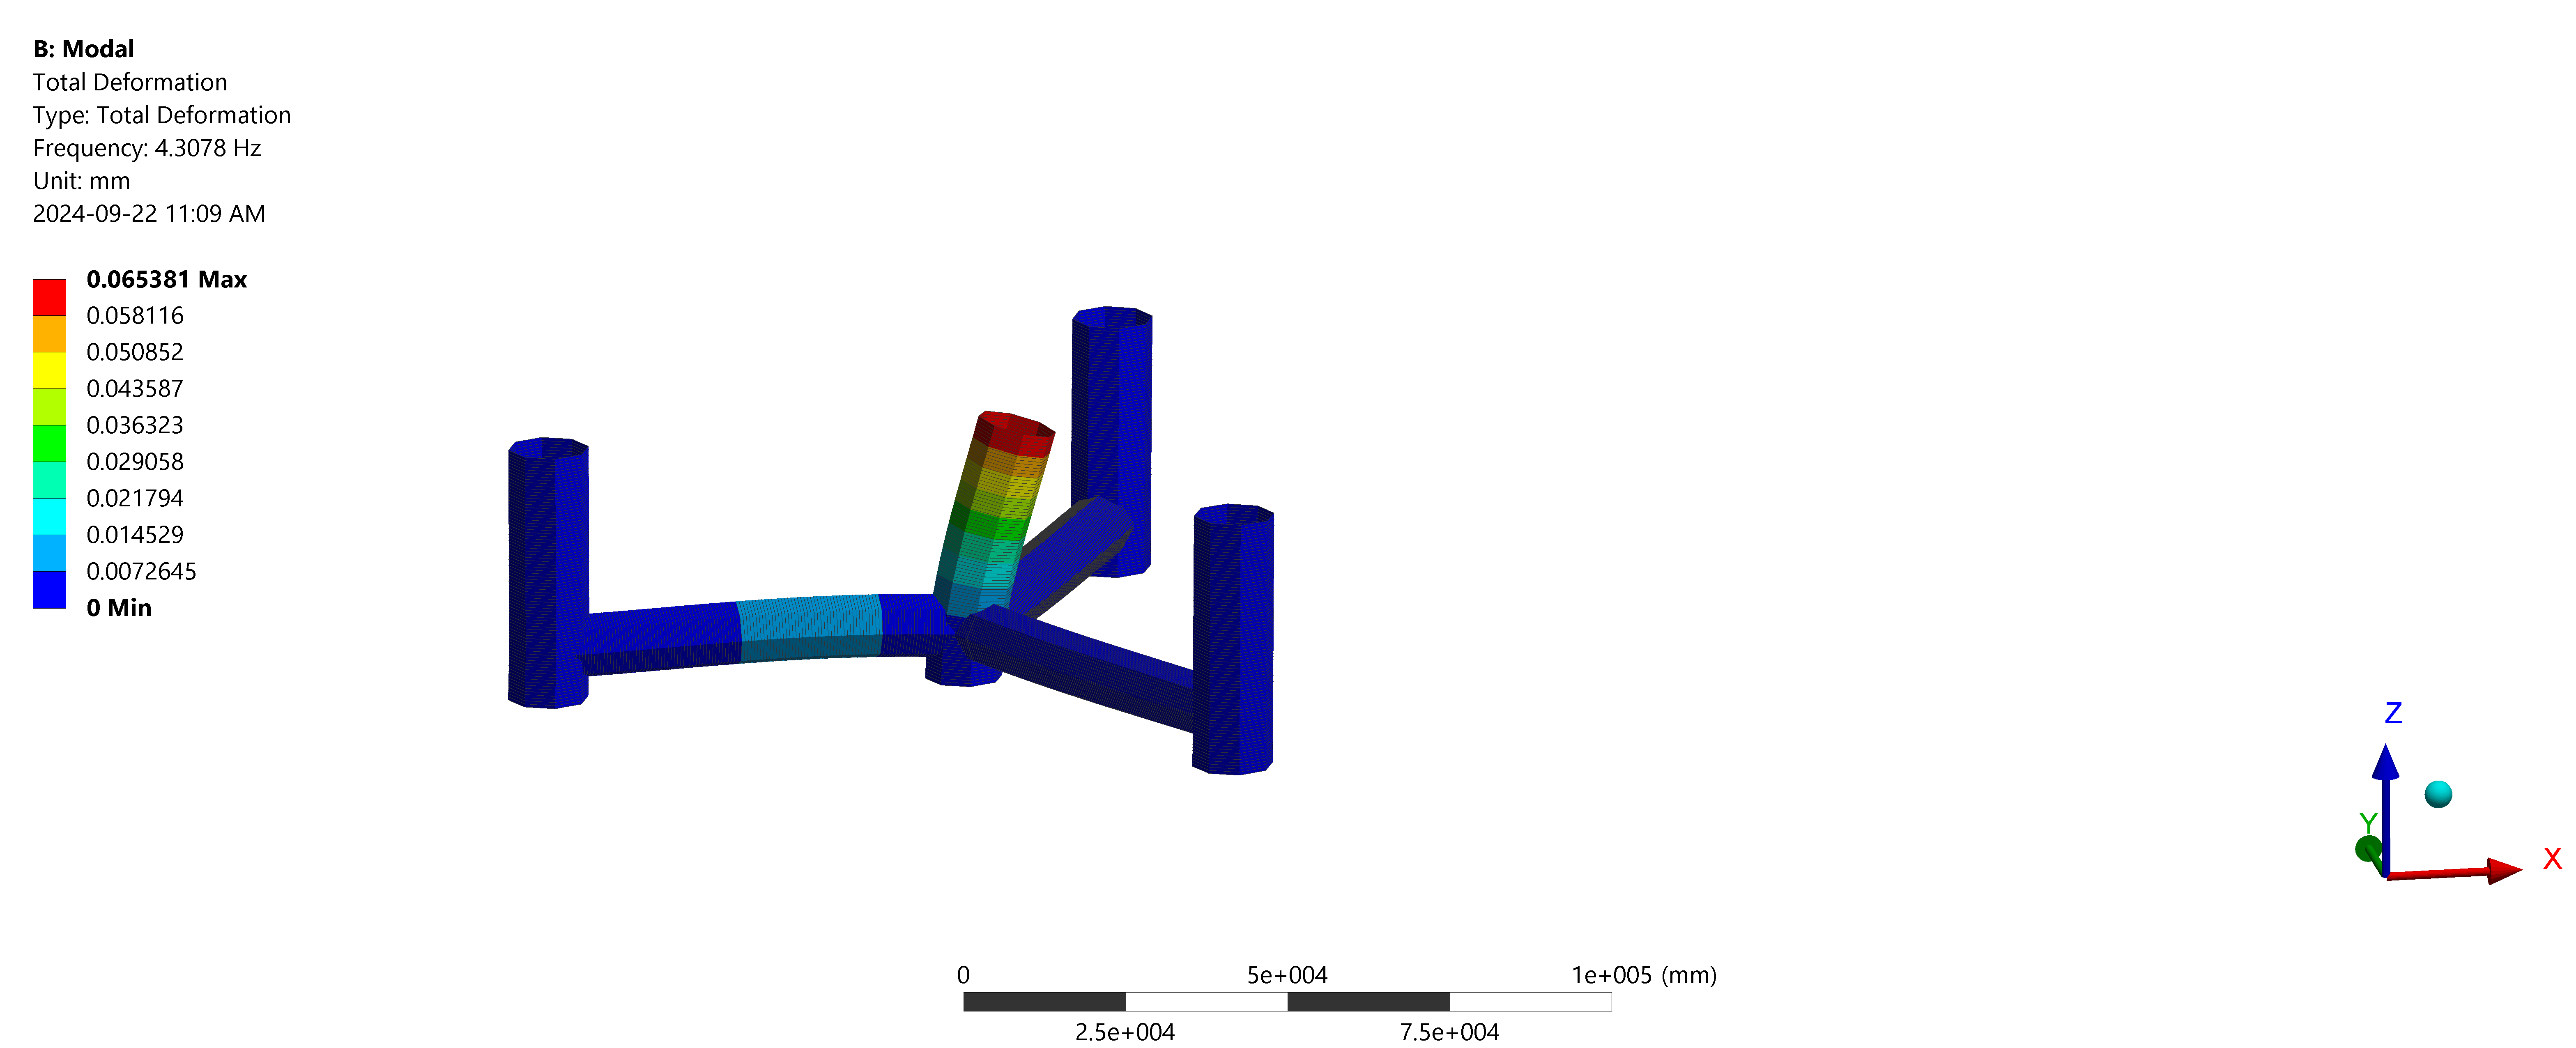 B: Modal
Total Deformation
Type: Total Deformation
Frequency: 4.3078 Hz
Unit: mm
2024-09-22 11:09 AM
0.065381 Max
0.058116
0.050852
0.043587
0.036323
0.029058
0.021794
0.014529
0.0072645
0 Min
Z
Y
X
0 5e+004 1e+005 (mm)
2.5e+004 7.5e+004